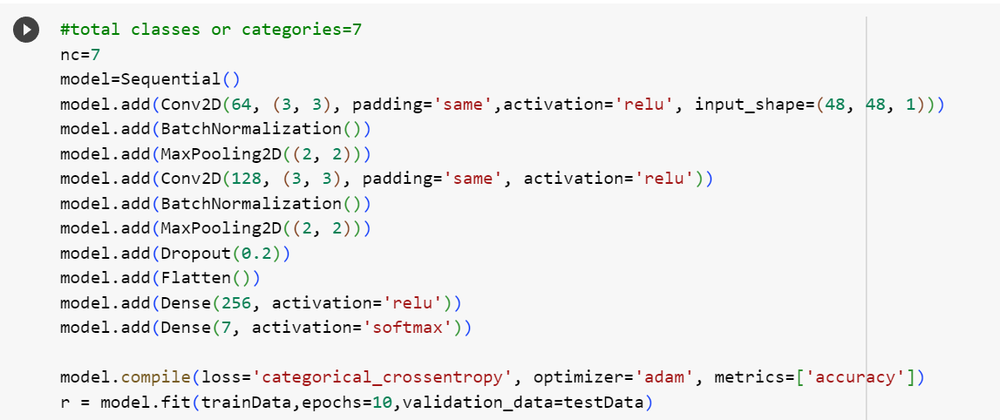 #total classes or categories=7
nc=7
model=Sequential()
model.add(Conv2D(64, (3, 3), padding='same',activation='relu', input_shape=(48, 48, 1)))
model.add(BatchNormalization())
model.add(MaxPooling2D((2, 2)))
model.add(Conv2D(128, (3, 3), padding='same', activation='relu'))
model.add(BatchNormalization())
model.add(MaxPooling2D((2, 2)))
model.add(Dropout(0.2))
model.add(Flatten())
model.add(Dense(256, activation='relu'))
model.add(Dense(7, activation='softmax'))

model.compile(loss='categorical_crossentropy', optimizer='adam', metrics=['accuracy'])
r = model.fit(trainData,epochs=10,validation_data=testData)